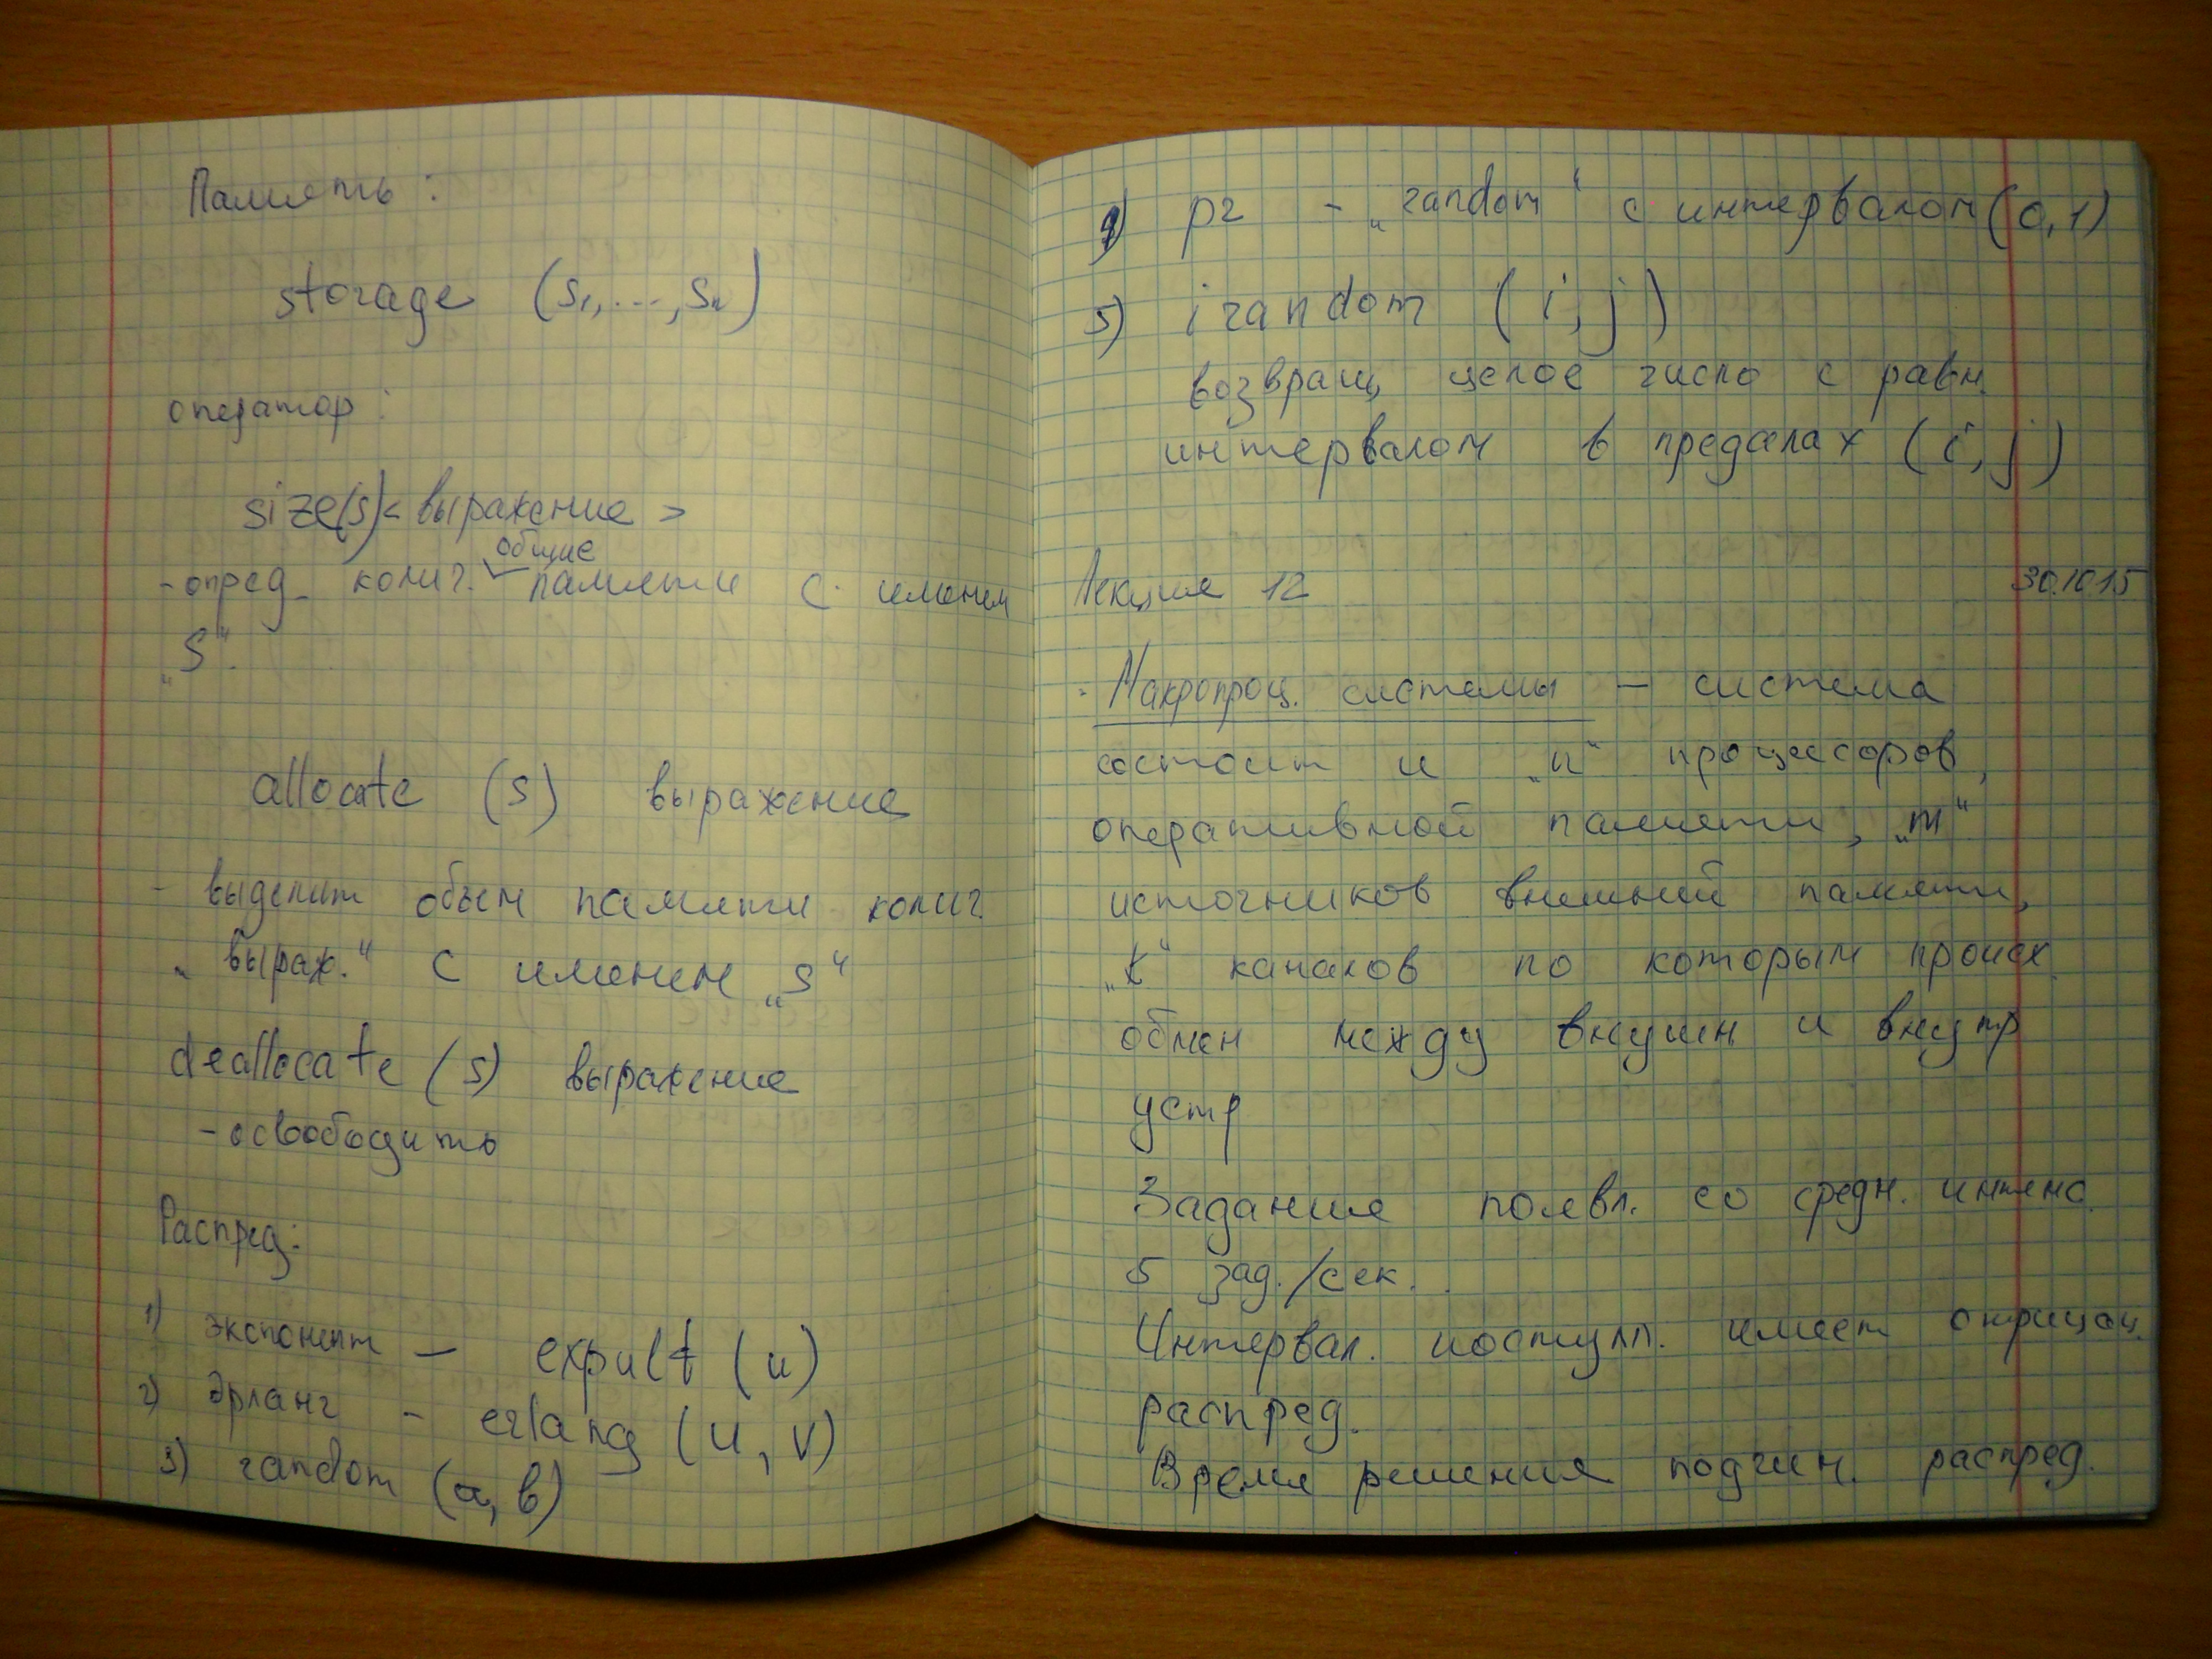 Память:
storage (s₁,...,sₙ)
оператор:
size(s)<выражение>
общие
-опред. колич. памяти с именем
„S“.
allocate (s) выражение
- выделит объем памяти колич.
„выраж.“ с именем „s“
deallocate (s) выражение
- освободить
Распред:
1) экспонент — expult (u)
2) Эрланг - erlang (u, v)
3) random (a, b)
4) pr - „random“ с интервалом (0,1)
5) irandom (i, j)
возвращ. целое число с равн.
интервалом в пределах (i, j)
Лекция 12 30.10.15
Макропроц. системы — система
состоит и „n“ процессоров,
оперативной памяти, „m“
источников внешней памяти,
„k“ каналов по которым происх.
обмен между внушн и внутр
устр
Задание появл. со средн. интенс.
5 зад./сек.
Интервал. поступл. имеет отрицат.
распред.
Время решения подчин. распред.